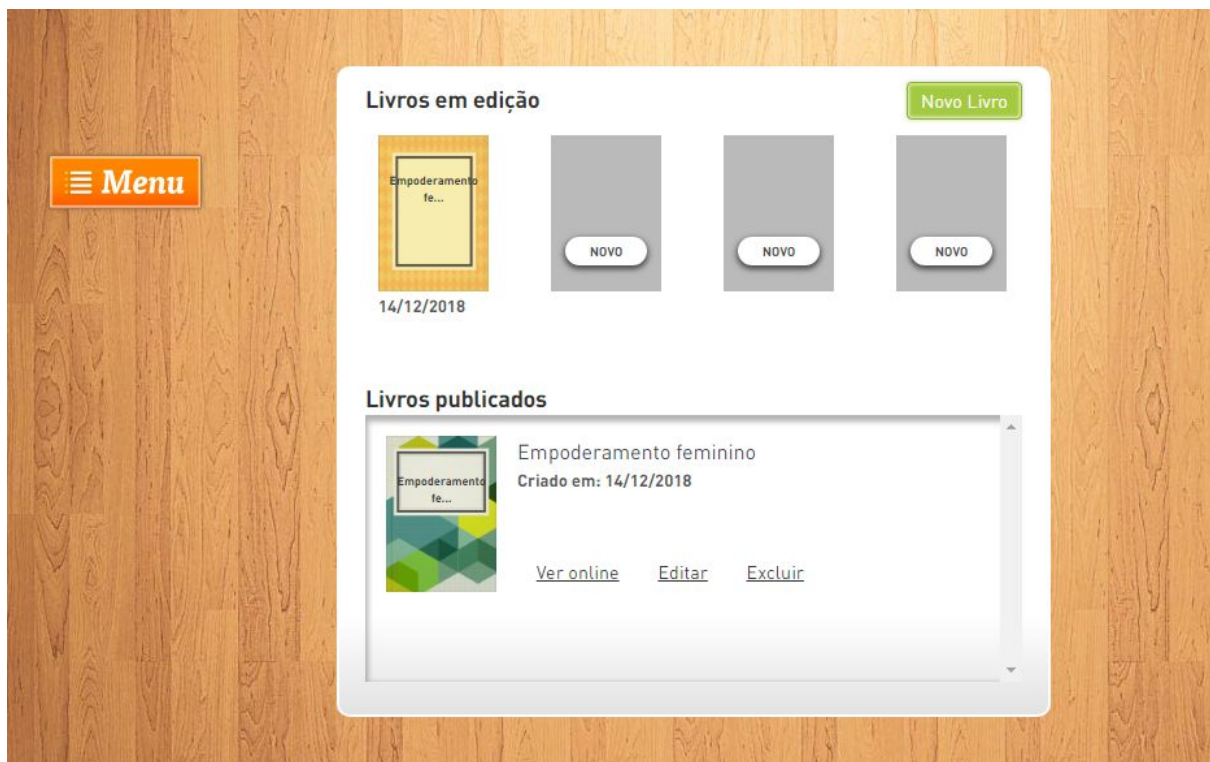 Livros em edição
Novo Livro
Menu
Empoderamento
fe...
NOVO
NOVO
NOVO
14/12/2018
Livros publicados
Empoderamento
fe...
Empoderamento feminino
Criado em: 14/12/2018
Ver online Editar Excluir